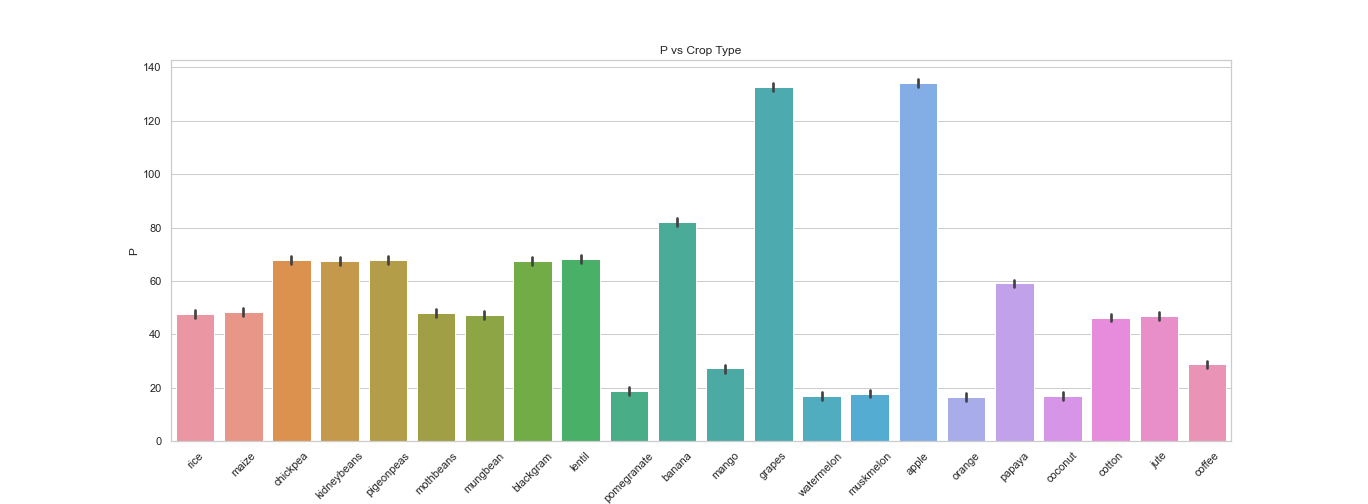 P vs Crop Type
140
120
100
80
60
40
20
0
P
rice
maize
chickpea
kidneybeans
pigeonpeas
mothbeans
mungbean
blackgram
lentil
pomegranate
banana
mango
grapes
watermelon
muskmelon
apple
orange
papaya
coconut
cotton
jute
coffee